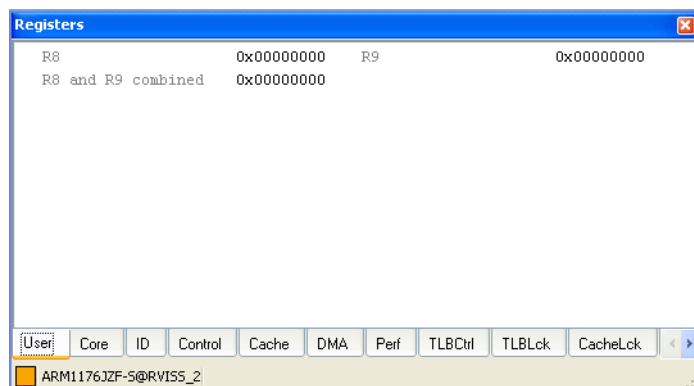 Registers
R8 0x00000000 R9 0x00000000
R8 and R9 combined 0x00000000
User Core ID Control Cache DMA Perf TLBCtrl TLBLck CacheLck
ARM1176JZF-S@RVISS_2